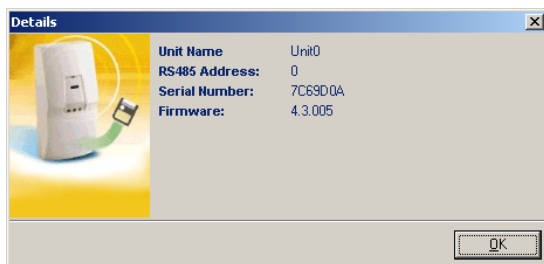 Details
Unit Name Unit0
RS485 Address: 0
Serial Number: 7C69D0A
Firmware: 4.3.005
OK